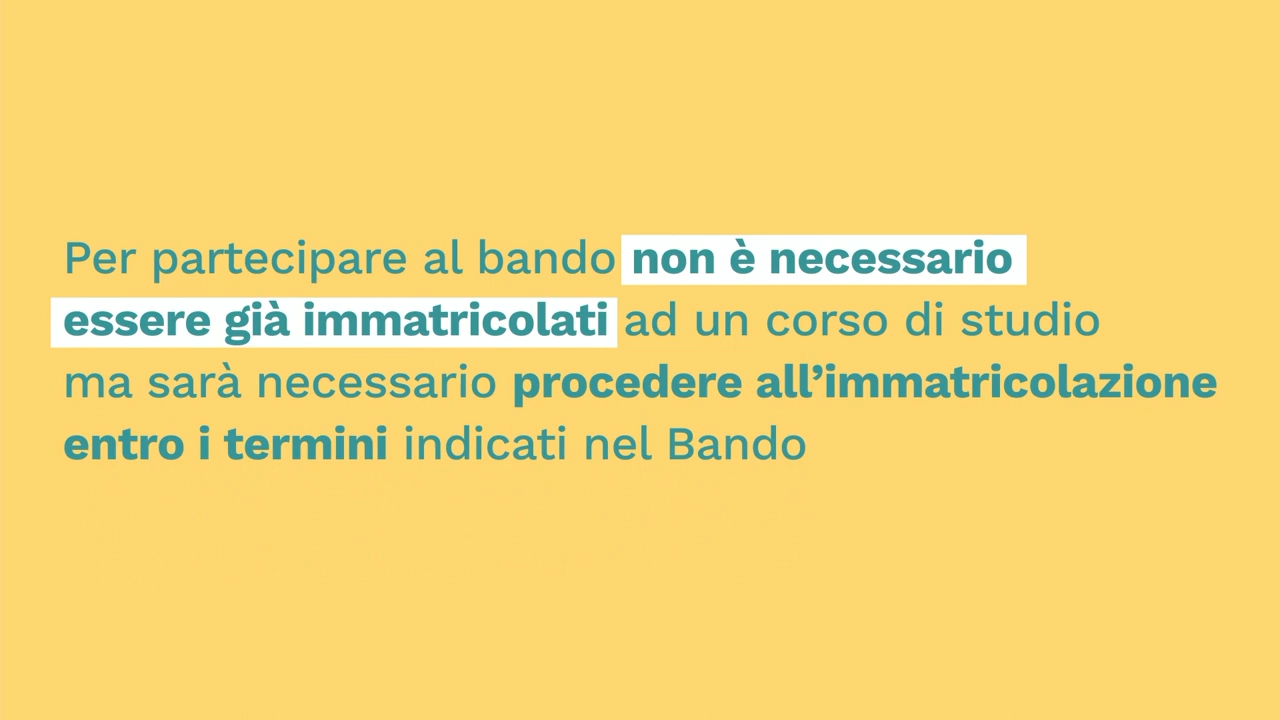 Per partecipare al bando non è necessario
essere già immatricolati ad un corso di studio
ma sarà necessario procedere all’immatricolazione
entro i termini indicati nel Bando